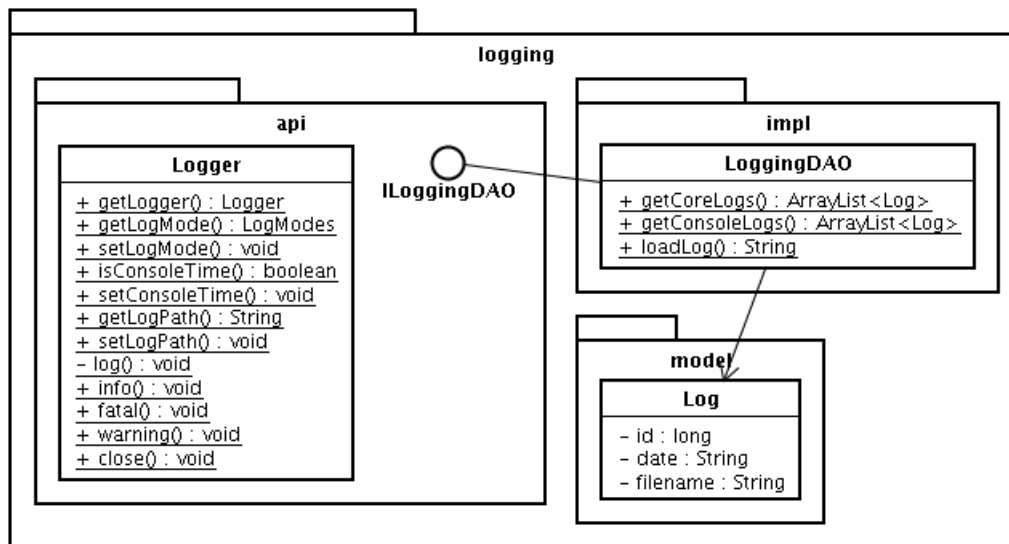 logging
api
Logger
+ getLogger() : Logger
+ getLogMode() : LogModes
+ setLogMode() : void
+ isConsoleTime() : boolean
+ setConsoleTime() : void
+ getLogPath() : String
+ setLogPath() : void
- log() : void
+ info() : void
+ fatal() : void
+ warning() : void
+ close() : void
ILoggingDAO
impl
LoggingDAO
+ getCoreLogs() : ArrayList<Log>
+ getConsoleLogs() : ArrayList<Log>
+ loadLog() : String
model
Log
- id : long
- date : String
- filename : String